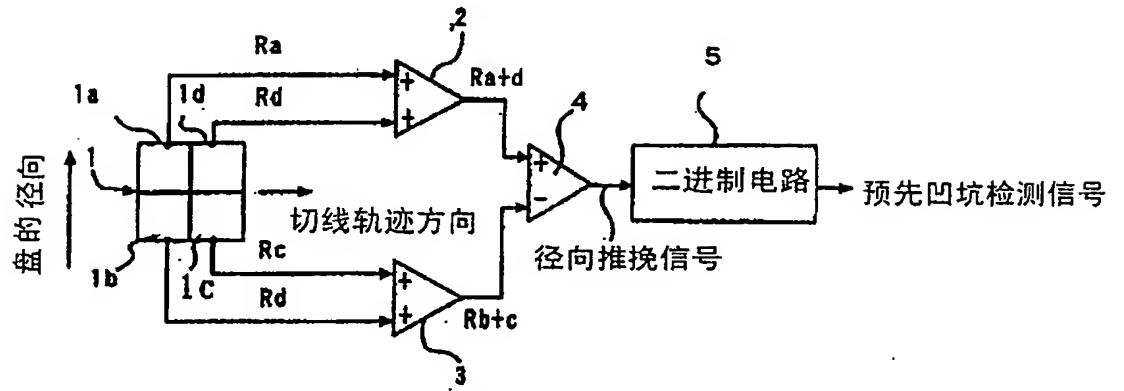 2
Ra
Ra+d
5
1a
1d
Rd
4
+
+
1
盘的径向
切线轨迹方向
+
-
二进制电路
预先凹坑检测信号
径向推挽信号
1b
1C
Rc
Rd
+
+
Rb+c
3